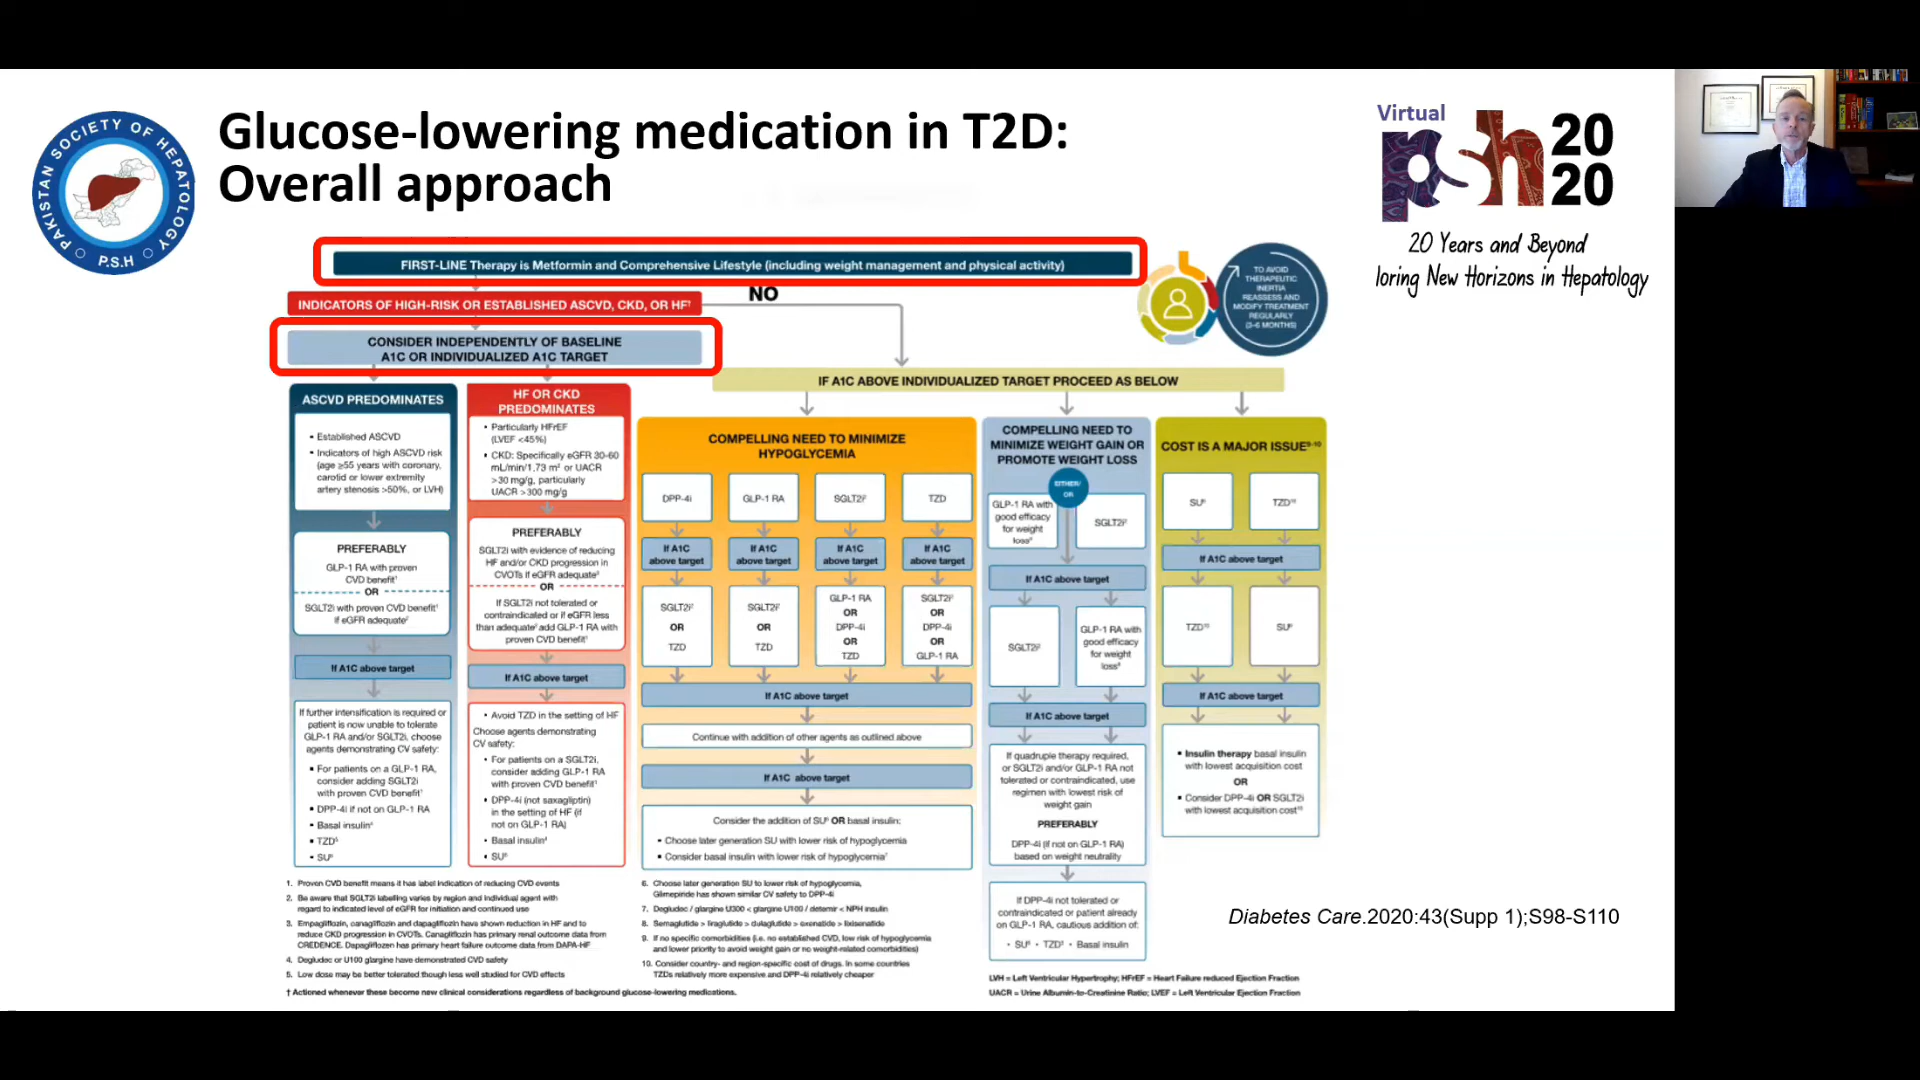 PAKISTAN SOCIETY OF HEPATOLOGY
P.S.H
Glucose-lowering medication in T2D:
Overall approach
Virtual
psh 20
20
20 Years and Beyond
loring New Horizons in Hepatology
FIRST-LINE Therapy is Metformin and Comprehensive Lifestyle (including weight management and physical activity)
INDICATORS OF HIGH-RISK OR ESTABLISHED ASCVD, CKD, OR HF†
NO
TO AVOID
THERAPEUTIC
INERTIA
REASSESS AND
MODIFY TREATMENT
REGULARLY
(3-6 MONTHS)
CONSIDER INDEPENDENTLY OF BASELINE
A1C OR INDIVIDUALIZED A1C TARGET
IF A1C ABOVE INDIVIDUALIZED TARGET PROCEED AS BELOW
ASCVD PREDOMINATES
• Established ASCVD
• Indicators of high ASCVD risk
(age ≥55 years with coronary,
carotid or lower extremity
artery stenosis >50%, or LVH)
PREFERABLY
GLP-1 RA with proven
CVD benefit¹
OR
SGLT2i with proven CVD benefit¹
if eGFR adequate²
If A1C above target
If further intensification is required or
patient is now unable to tolerate
GLP-1 RA and/or SGLT2i, choose
agents demonstrating CV safety:
• For patients on a GLP-1 RA,
consider adding SGLT2i
with proven CVD benefit¹
• DPP-4i if not on GLP-1 RA
• Basal insulin⁴
• TZD⁵
• SU⁶
HF OR CKD
PREDOMINATES
• Particularly HFrEF
(LVEF <45%)
• CKD: Specifically eGFR 30-60
mL/min/1.73 m² or UACR
>30 mg/g, particularly
UACR >300 mg/g
PREFERABLY
SGLT2i with evidence of reducing
HF and/or CKD progression in
CVOTs if eGFR adequate³
OR
If SGLT2i not tolerated or
contraindicated or if eGFR less
than adequate² add GLP-1 RA with
proven CVD benefit¹
If A1C above target
• Avoid TZD in the setting of HF
Choose agents demonstrating
CV safety:
• For patients on a SGLT2i,
consider adding GLP-1 RA
with proven CVD benefit¹
• DPP-4i (not saxagliptin)
in the setting of HF (if
not on GLP-1 RA)
• Basal insulin⁴
• SU⁶
COMPELLING NEED TO MINIMIZE
HYPOGLYCEMIA
DPP-4i GLP-1 RA SGLT2i² TZD
If A1C
above target
If A1C
above target
If A1C
above target
If A1C
above target
SGLT2i²
OR
TZD
SGLT2i²
OR
TZD
GLP-1 RA
OR
DPP-4i
OR
TZD
SGLT2i²
OR
DPP-4i
OR
GLP-1 RA
If A1C above target
Continue with addition of other agents as outlined above
If A1C above target
Consider the addition of SU⁶ OR basal insulin:
• Choose later generation SU with lower risk of hypoglycemia
• Consider basal insulin with lower risk of hypoglycemia⁷
COMPELLING NEED TO
MINIMIZE WEIGHT GAIN OR
PROMOTE WEIGHT LOSS
EITHER/
OR
GLP-1 RA with
good efficacy
for weight
loss⁸
SGLT2i²
If A1C above target
SGLT2i²
GLP-1 RA with
good efficacy
for weight
loss⁸
If A1C above target
If quadruple therapy required,
or SGLT2i and/or GLP-1 RA not
tolerated or contraindicated, use
regimen with lowest risk of
weight gain
PREFERABLY
DPP-4i (if not on GLP-1 RA)
based on weight neutrality
If DPP-4i not tolerated or
contraindicated or patient already
on GLP-1 RA, cautious addition of:
• SU⁶ • TZD⁵ • Basal insulin
COST IS A MAJOR ISSUE⁹⁻¹⁰
SU⁶ TZD¹⁰
If A1C above target
TZD¹⁰ SU⁶
If A1C above target
• Insulin therapy basal insulin
with lowest acquisition cost
OR
• Consider DPP-4i OR SGLT2i
with lowest acquisition cost¹⁰
1. Proven CVD benefit means it has label indication of reducing CVD events
2. Be aware that SGLT2i labelling varies by region and individual agent with
regard to indicated level of eGFR for initiation and continued use
3. Empagliflozin, canagliflozin and dapagliflozin have shown reduction in HF and to
reduce CKD progression in CVOTs. Canagliflozin has primary renal outcome data from
CREDENCE. Dapagliflozin has primary heart failure outcome data from DAPA-HF
4. Degludec or U100 glargine have demonstrated CVD safety
5. Low dose may be better tolerated though less well studied for CVD effects
† Actioned whenever these become new clinical considerations regardless of background glucose-lowering medications.
6. Choose later generation SU to lower risk of hypoglycemia,
Glimepiride has shown similar CV safety to DPP-4i
7. Degludec / glargine U300 < glargine U100 / detemir < NPH insulin
8. Semaglutide > liraglutide > dulaglutide > exenatide > lixisenatide
9. If no specific comorbidities (i.e. no established CVD, low risk of hypoglycemia
and lower priority to avoid weight gain or no weight-related comorbidities)
10. Consider country- and region-specific cost of drugs. In some countries
TZDs relatively more expensive and DPP-4i relatively cheaper
LVH = Left Ventricular Hypertrophy; HFrEF = Heart Failure reduced Ejection Fraction
UACR = Urine Albumin-to-Creatinine Ratio; LVEF = Left Ventricular Ejection Fraction
Diabetes Care.2020:43(Supp 1);S98-S110